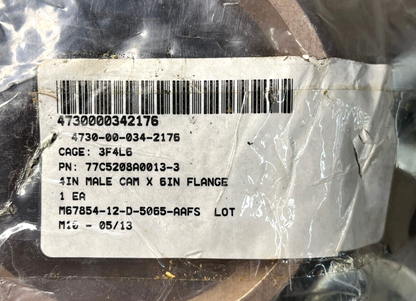 4730000342176
4730-00-034-2176
CAGE: 3F4L6
PN: 77C5208A0013-3
4IN MALE CAM X 6IN FLANGE
1 EA
M67854-12-D-5065-AAFS LOT
M10 - 05/13